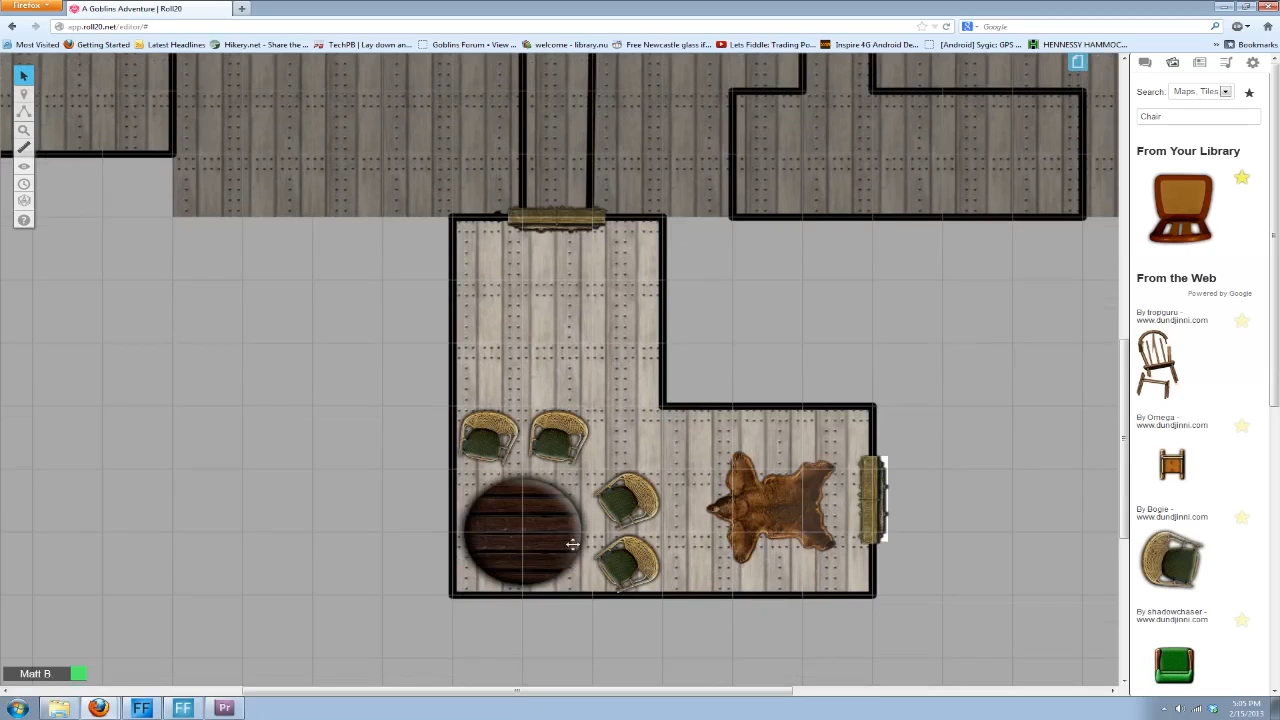 Firefox
A Goblins Adventure | Roll20
app.roll20.net/editor/#
Google
Most Visited
Getting Started
Latest Headlines
Hikery.net - Share the ...
TechPB | Lay down an...
Goblins Forum • View ...
welcome - library.nu
Free Newcastle glass if...
Lets Fiddle: Trading Po...
Inspire 4G Android De...
[Android] Sygic: GPS ...
HENNESSY HAMMOC...
Bookmarks
Search:
Maps, Tiles
Chair
From Your Library
From the Web
Powered by Google
By tropguru -
www.dundjinni.com
By Omega -
www.dundjinni.com
By Bogie -
www.dundjinni.com
By shadowchaser -
www.dundjinni.com
Matt B.
FF
FF
Pr
5:05 PM
2/15/2013